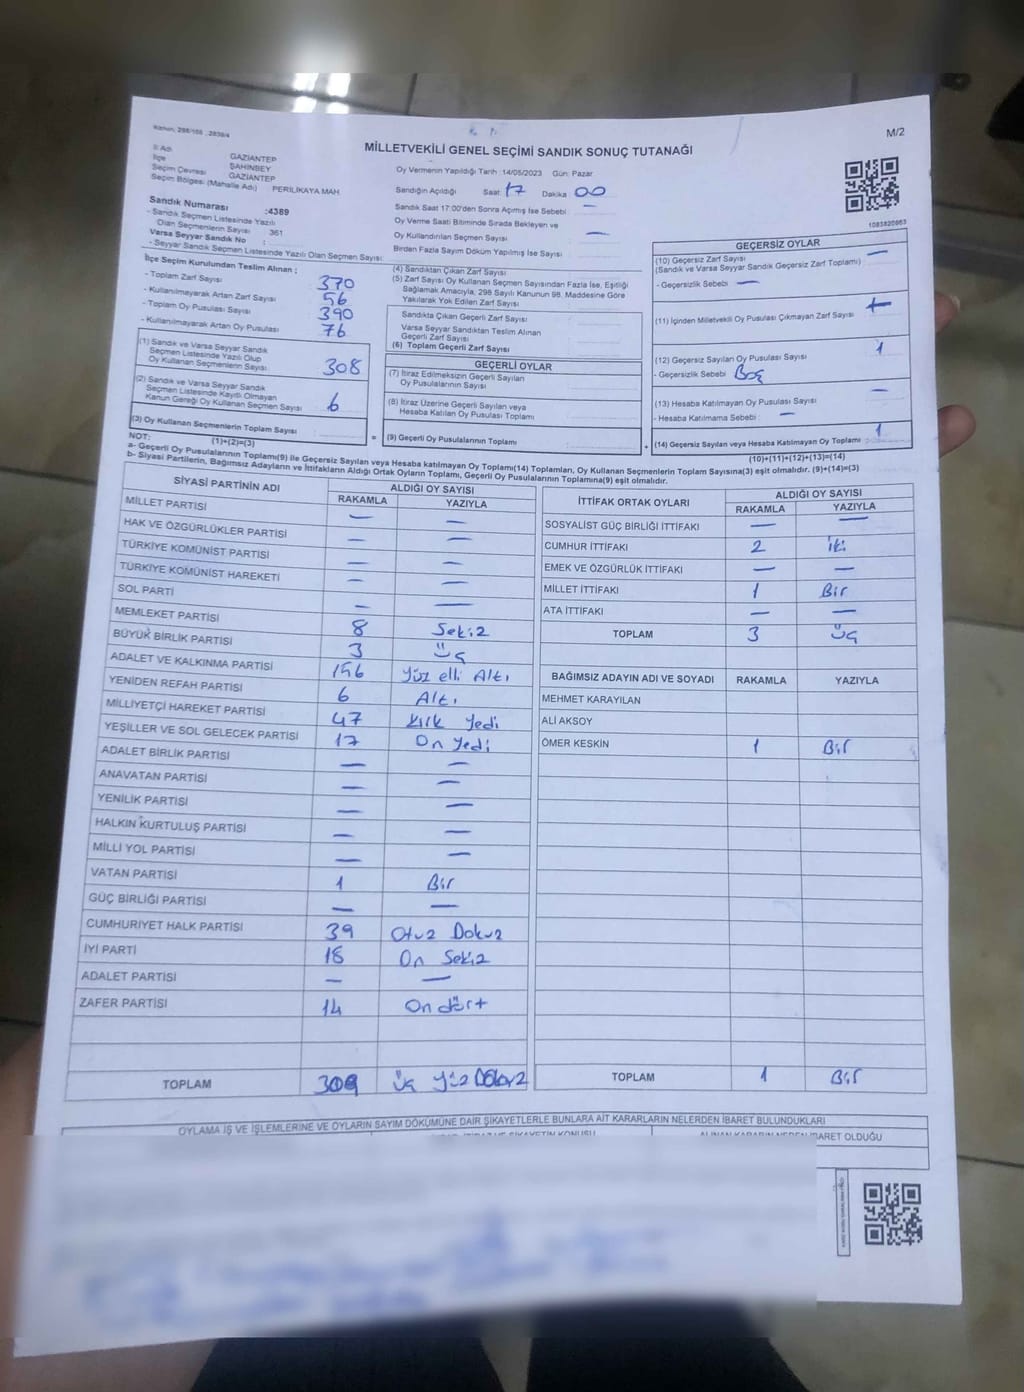 Kanun, 298/105 , 2839/4
M/2
MİLLETVEKİLİ GENEL SEÇİMİ SANDIK SONUÇ TUTANAĞI
İl Adı GAZİANTEP
İlçe ŞAHİNBEY
Seçim Çevresi GAZİANTEP
Seçim Bölgesi (Mahalle Adı) PERİLİKAYA MAH
Sandık Numarası :4389
- Sandık Seçmen Listesinde Yazılı
Olan Seçmenlerin Sayısı 361
Varsa Seyyar Sandık No :
- Seyyar Sandık Seçmen Listesinde Yazılı Olan Seçmen Sayısı:
Oy Vermenin Yapıldığı Tarih :14/05/2023 Gün: Pazar
Sandığın Açıldığı Saat: 17 Dakika: 00
Sandık Saat 17:00'den Sonra Açımış İse Sebebi : —
Oy Verme Saati Bitiminde Sırada Bekleyen ve
Oy Kullandırılan Seçmen Sayısı —
Birden Fazla Sayım Döküm Yapılmış İse Sayısı :
1083820663
İlçe Seçim Kurulundan Teslim Alınan ;
- Toplam Zarf Sayısı 370
- Kullanılmayarak Artan Zarf Sayısı 56
- Toplam Oy Pusulası Sayısı 390
- Kullanılmayarak Artan Oy Pusulası 76
(1) Sandık ve Varsa Seyyar Sandık
Seçmen Listesinde Yazılı Olup
Oy Kullanan Seçmenlerin Sayısı 308
(2) Sandık ve Varsa Seyyar Sandık
Seçmen Listesinde Kayıtlı Olmayan
Kanun Gereği Oy Kullanan Seçmen Sayısı 6
(3) Oy Kullanan Seçmenlerin Toplam Sayısı
(1)+(2)=(3)
(4) Sandıktan Çıkan Zarf Sayısı
(5) Zarf Sayısı Oy Kullanan Seçmen Sayısından Fazla İse, Eşitliği
Sağlamak Amacıyla, 298 Sayılı Kanunun 98. Maddesine Göre
Yakılarak Yok Edilen Zarf Sayısı
Sandıkta Çıkan Geçerli Zarf Sayısı
Varsa Seyyar Sandıktan Teslim Alınan
Geçerli Zarf Sayısı
(6) Toplam Geçerli Zarf Sayısı
GEÇERLİ OYLAR
(7) İtiraz Edilmeksizin Geçerli Sayılan
Oy Pusulalarının Sayısı
(8) İtiraz Üzerine Geçerli Sayılan veya
Hesaba Katılan Oy Pusulası Toplamı
= (9) Geçerli Oy Pusulalarının Toplamı +
GEÇERSİZ OYLAR
(10) Geçersiz Zarf Sayısı —
(Sandık ve Varsa Seyyar Sandık Geçersiz Zarf Toplamı)
- Geçersizlik Sebebi —
(11) İçinden Milletvekili Oy Pusulası Çıkmayan Zarf Sayısı
(12) Geçersiz Sayılan Oy Pusulası Sayısı 1
- Geçersizlik Sebebi Boş
(13) Hesaba Katılmayan Oy Pusulası Sayısı —
- Hesaba Katılmama Sebebi : —
(14) Geçersiz Sayılan veya Hesaba Katılmayan Oy Toplamı 1
(10)+(11)+(12)+(13)=(14)
NOT:
a- Geçerli Oy Pusulalarının Toplamı(9) ile Geçersiz Sayılan veya Hesaba katılmayan Oy Toplamı(14) Toplamları, Oy Kullanan Seçmenlerin Toplam Sayısına(3) eşit olmalıdır. (9)+(14)=(3)
b- Siyasi Partilerin, Bağımsız Adayların ve İttifakların Aldığı Ortak Oyların Toplamı, Geçerli Oy Pusulalarının Toplamına(9) eşit olmalıdır.
SİYASİ PARTİNİN ADI ALDIĞI OY SAYISI
RAKAMLA YAZIYLA
MİLLET PARTİSİ — —
HAK VE ÖZGÜRLÜKLER PARTİSİ — —
TÜRKİYE KOMÜNİST PARTİSİ — —
TÜRKİYE KOMÜNİST HAREKETİ — —
SOL PARTİ — —
MEMLEKET PARTİSİ 8 Sekiz
BÜYÜK BİRLİK PARTİSİ 3 Üç
ADALET VE KALKINMA PARTİSİ 156 Yüz elli Altı
YENİDEN REFAH PARTİSİ 6 Altı
MİLLİYETÇİ HAREKET PARTİSİ 47 Kırk Yedi
YEŞİLLER VE SOL GELECEK PARTİSİ 17 On Yedi
ADALET BİRLİK PARTİSİ — —
ANAVATAN PARTİSİ — —
YENİLİK PARTİSİ — —
HALKIN KURTULUŞ PARTİSİ — —
MİLLİ YOL PARTİSİ — —
VATAN PARTİSİ 1 Bir
GÜÇ BİRLİĞİ PARTİSİ — —
CUMHURİYET HALK PARTİSİ 39 Otuz Dokuz
İYİ PARTİ 18 On Sekiz
ADALET PARTİSİ — —
ZAFER PARTİSİ 14 On dört
TOPLAM 309 Üç Yüz Dokuz
İTTİFAK ORTAK OYLARI ALDIĞI OY SAYISI
RAKAMLA YAZIYLA
SOSYALİST GÜÇ BİRLİĞİ İTTİFAKI — —
CUMHUR İTTİFAKI 2 iki
EMEK VE ÖZGÜRLÜK İTTİFAKI — —
MİLLET İTTİFAKI 1 Bir
ATA İTTİFAKI — —
TOPLAM 3 Üç
BAĞIMSIZ ADAYIN ADI VE SOYADI RAKAMLA YAZIYLA
MEHMET KARAYILAN
ALİ AKSOY
ÖMER KESKİN 1 Bir
TOPLAM 1 Bir
OYLAMA İŞ VE İŞLEMLERİNE VE OYLARIN SAYIM DÖKÜMÜNE DAİR ŞİKAYETLERLE BUNLARA AİT KARARLARIN NELERDEN İBARET BULUNDUKLARI